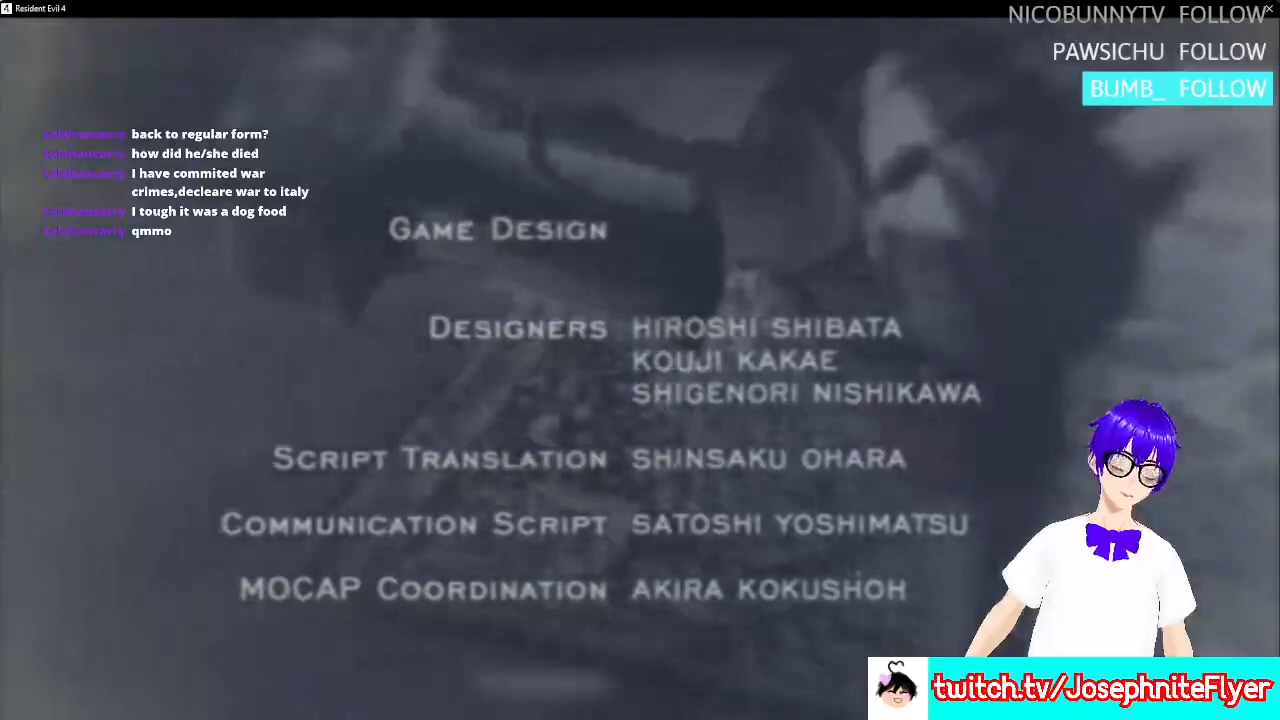 Resident Evil 4
NICOBUNNYTV FOLLOW
PAWSICHU FOLLOW
BUMB_ FOLLOW
back to regular form?
how did he/she died
I have commited war
crimes,decleare war to italy
I tough it was a dog food
qmmo
GAME DESIGN
DESIGNERS HIROSHI SHIBATA
KOUJI KAKAE
SHIGENORI NISHIKAWA
SCRIPT TRANSLATION SHINSAKU OHARA
COMMUNICATION SCRIPT SATOSHI YOSHIMATSU
MOCAP COORDINATION AKIRA KOKUSHOH
twitch.tv/JosephniteFlyer